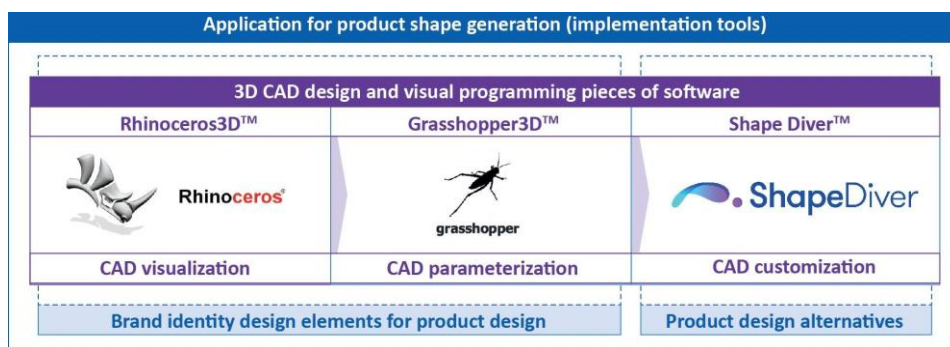 Application for product shape generation (implementation tools)
3D CAD design and visual programming pieces of software
Rhinoceros3D™
Grasshopper3D™
Shape Diver™
Rhinoceros®
grasshopper
ShapeDiver
CAD visualization
CAD parameterization
CAD customization
Brand identity design elements for product design
Product design alternatives